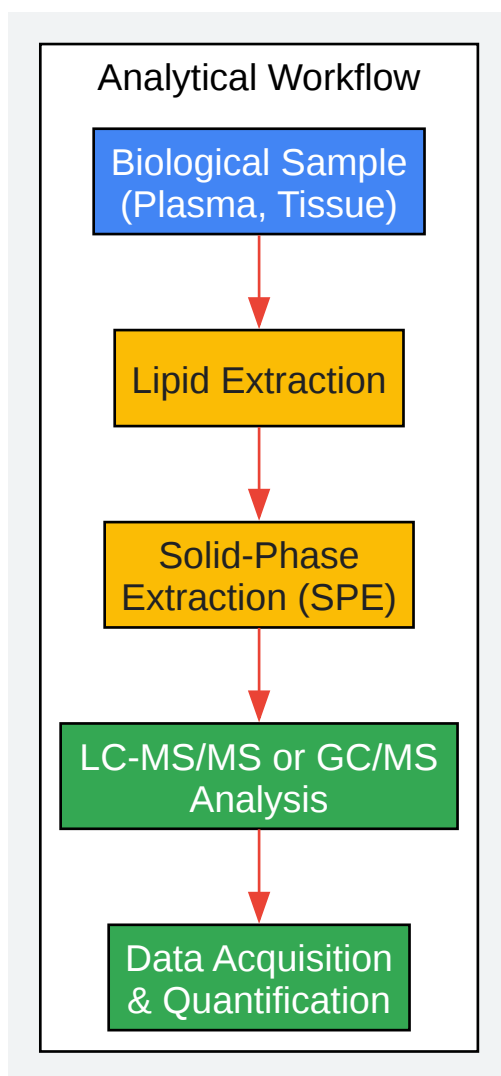 Analytical Workflow
Biological Sample
(Plasma, Tissue)
Lipid Extraction
Solid-Phase
Extraction (SPE)
LC-MS/MS or GC/MS
Analysis
Data Acquisition
& Quantification